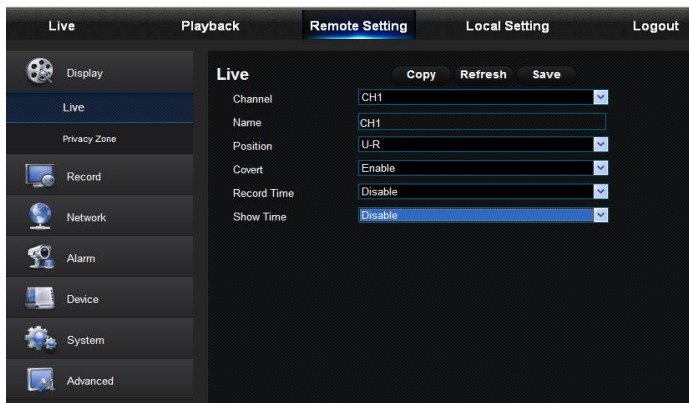 Live Playback Remote Setting Local Setting Logout
Display
Live
Privacy Zone
Record
Network
Alarm
Device
System
Advanced
Live Copy Refresh Save
Channel CH1
Name CH1
Position U-R
Covert Enable
Record Time Disable
Show Time Disable